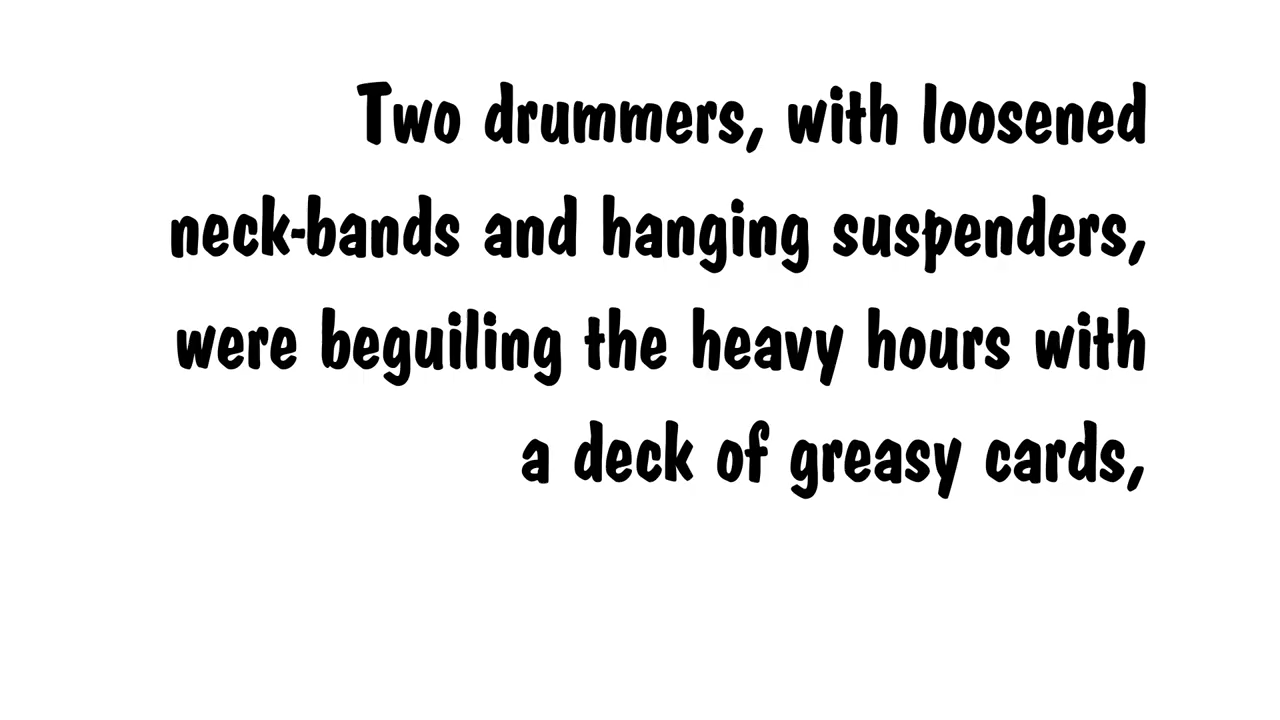 Two drummers, with loosened
neck-bands and hanging suspenders,
were beguiling the heavy hours with
a deck of greasy cards,